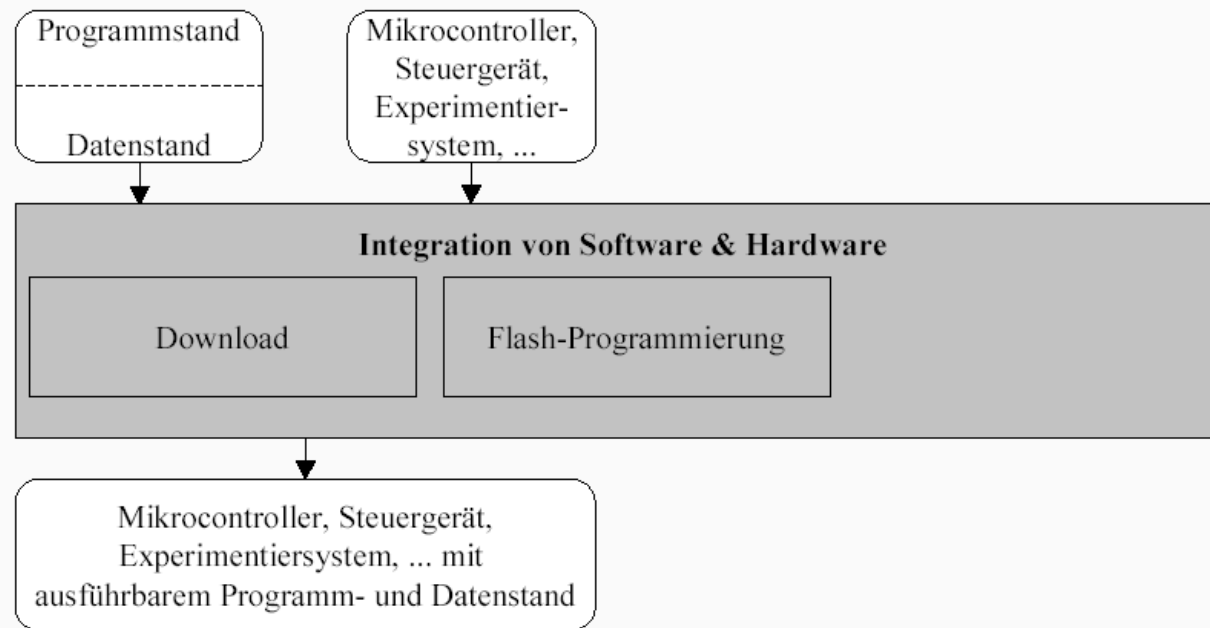 Programmstand
Datenstand
Mikrocontroller,
Steuergerät,
Experimentier-
system, ...
Integration von Software & Hardware
Download
Flash-Programmierung
Mikrocontroller, Steuergerät,
Experimentiersystem, ... mit
ausführbarem Programm- und Datenstand